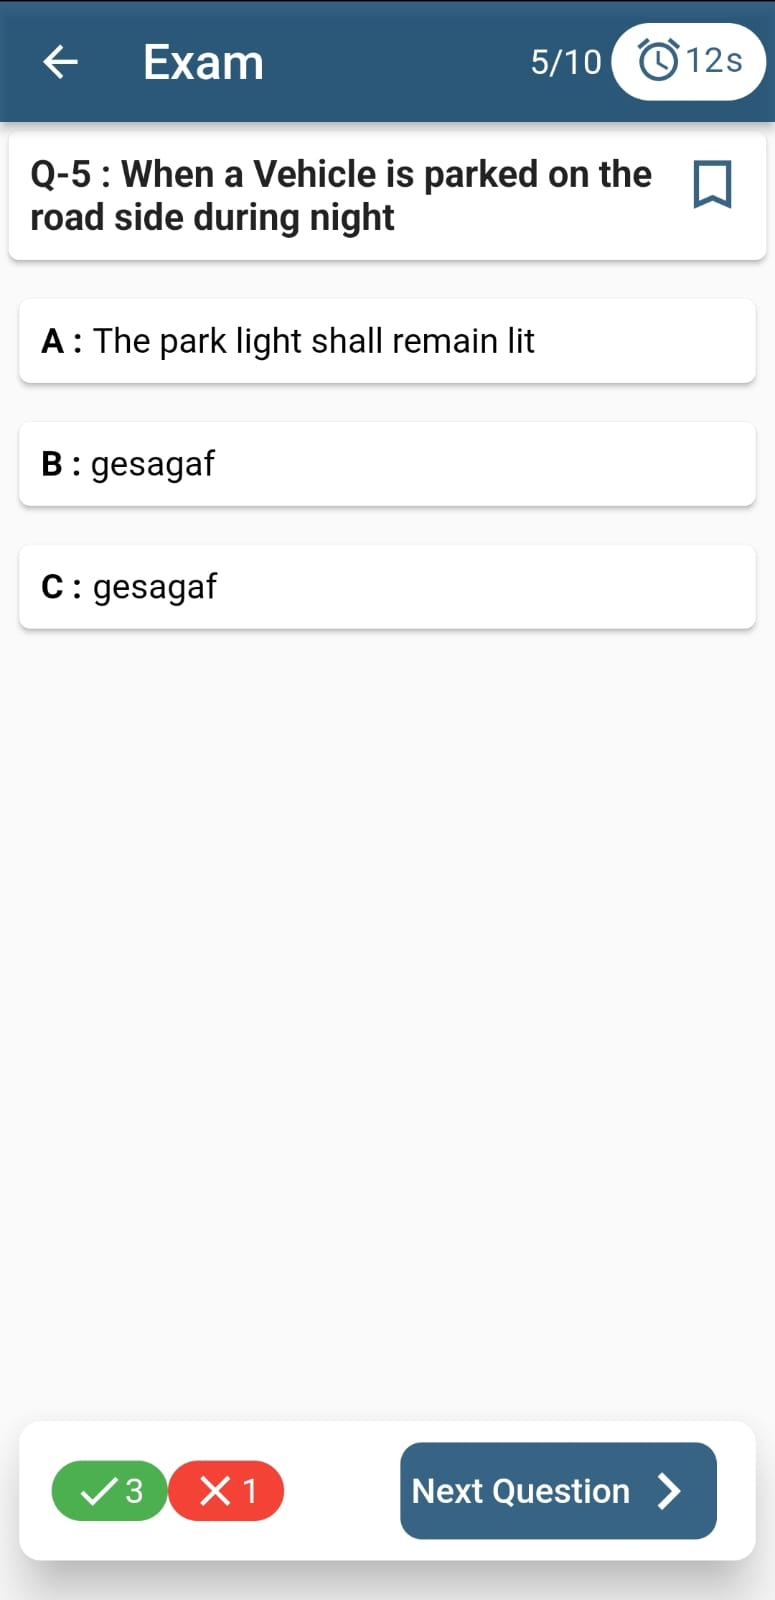 Exam
5/10
12s
Q-5 : When a Vehicle is parked on the
road side during night
A : The park light shall remain lit
B : gesagaf
C : gesagaf
3
1
Next Question